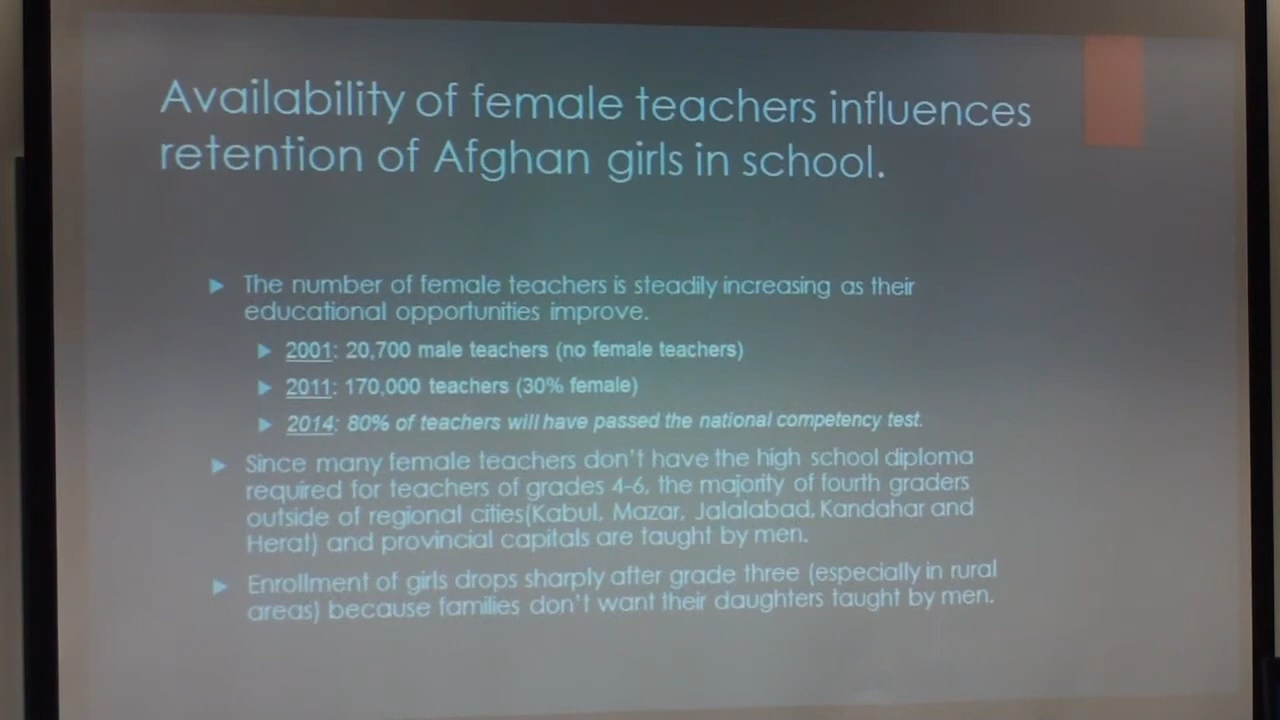 Availability of female teachers influences
retention of Afghan girls in school.
The number of female teachers is steadily increasing as their
educational opportunities improve.
2001: 20,700 male teachers (no female teachers)
2011: 170,000 teachers (30% female)
2014: 80% of teachers will have passed the national competency test.
Since many female teachers don't have the high school diploma
required for teachers of grades 4-6, the majority of fourth graders
outside of regional cities(Kabul, Mazar, Jalalabad, Kandahar and
Herat) and provincial capitals are taught by men.
Enrollment of girls drops sharply after grade three (especially in rural
areas) because families don't want their daughters taught by men.